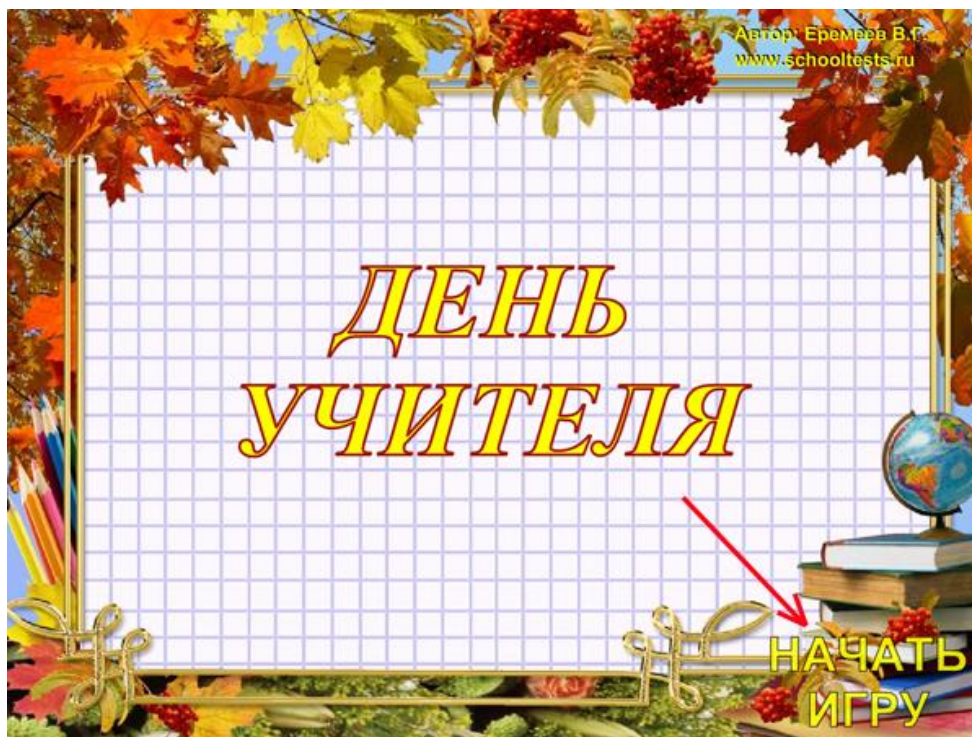 Автор: Еремеев В.Г.
www.schooltests.ru
ДЕНЬ
УЧИТЕЛЯ
НАЧАТЬ
ИГРУ